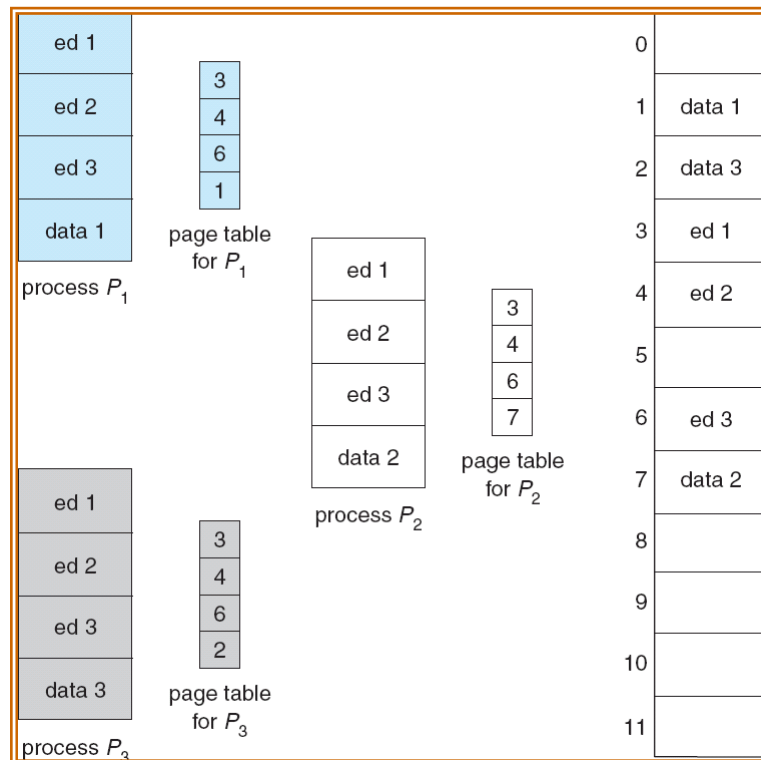 ed 1
ed 2
ed 3
data 1
process P1
3
4
6
1
page table
for P1
ed 1
ed 2
ed 3
data 2
process P2
3
4
6
7
page table
for P2
ed 1
ed 2
ed 3
data 3
process P3
3
4
6
2
page table
for P3
0
1 data 1
2 data 3
3 ed 1
4 ed 2
5
6 ed 3
7 data 2
8
9
10
11